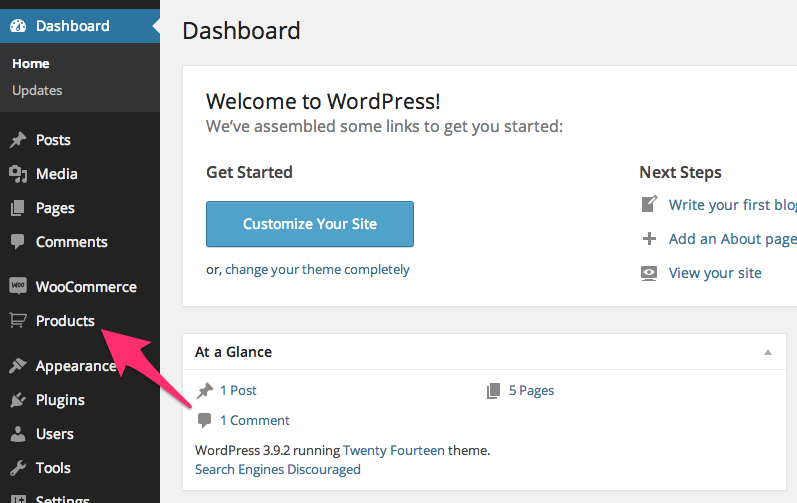 Dashboard
Home
Updates
Posts
Media
Pages
Comments
WOO
WooCommerce
Products
Appearance
Plugins
Users
Tools
Settings
Dashboard
Welcome to WordPress!
We've assembled some links to get you started:
Get Started
Customize Your Site
or, change your theme completely
Next Steps
Write your first blog
Add an About page
View your site
At a Glance
1 Post
5 Pages
1 Comment
WordPress 3.9.2 running Twenty Fourteen theme.
Search Engines Discouraged